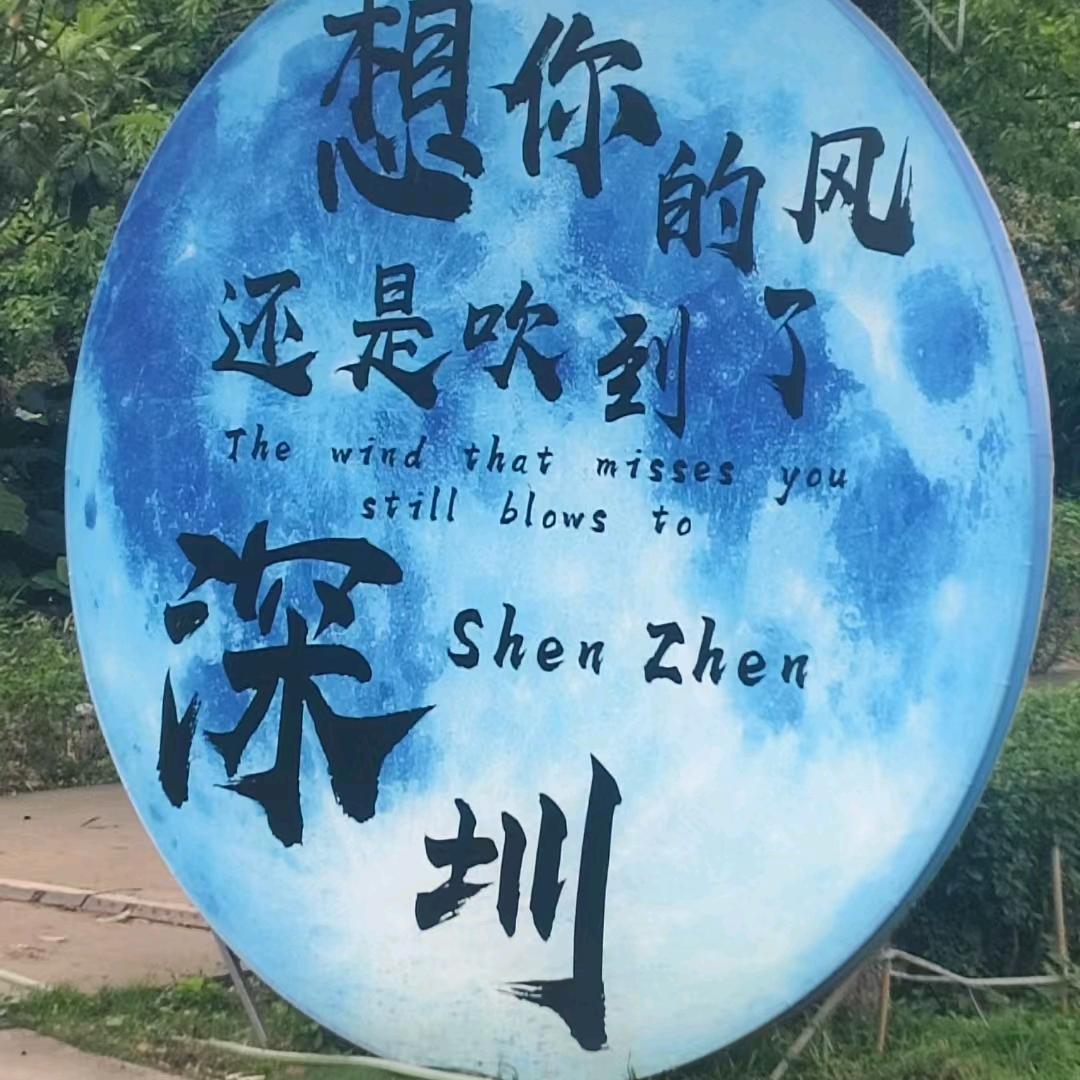 想你的风
还是吹到了
The wind that misses you
still blows to
深
Shen Zhen
圳